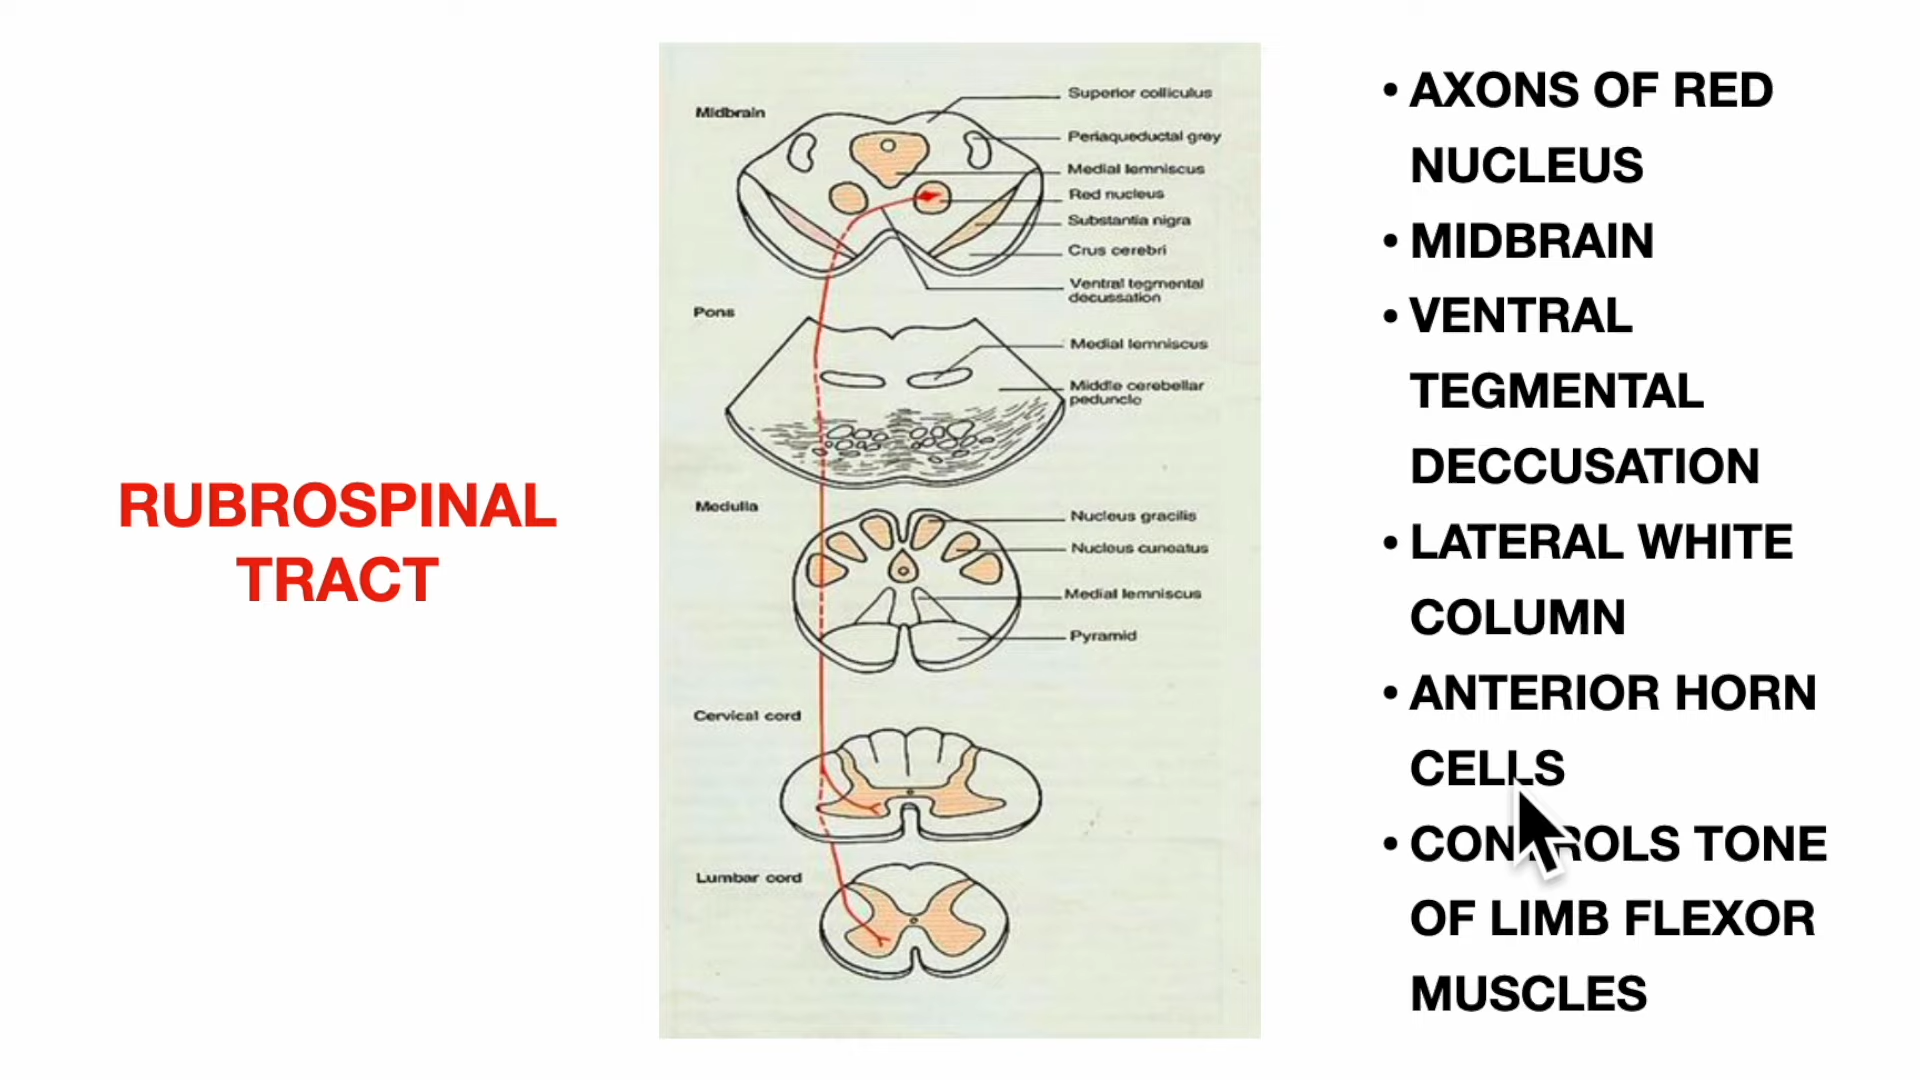 RUBROSPINAL
TRACT
Midbrain
Superior colliculus
Periaqueductal grey
Medial lemniscus
Red nucleus
Substantia nigra
Crus cerebri
Ventral tegmental
decussation
Pons
Medial lemniscus
Middle cerebellar
peduncle
Medulla
Nucleus gracilis
Nucleus cuneatus
Medial lemniscus
Pyramid
Cervical cord
Lumbar cord
• AXONS OF RED
NUCLEUS
• MIDBRAIN
• VENTRAL
TEGMENTAL
DECCUSATION
• LATERAL WHITE
COLUMN
• ANTERIOR HORN
CELLS
• CONTROLS TONE
OF LIMB FLEXOR
MUSCLES